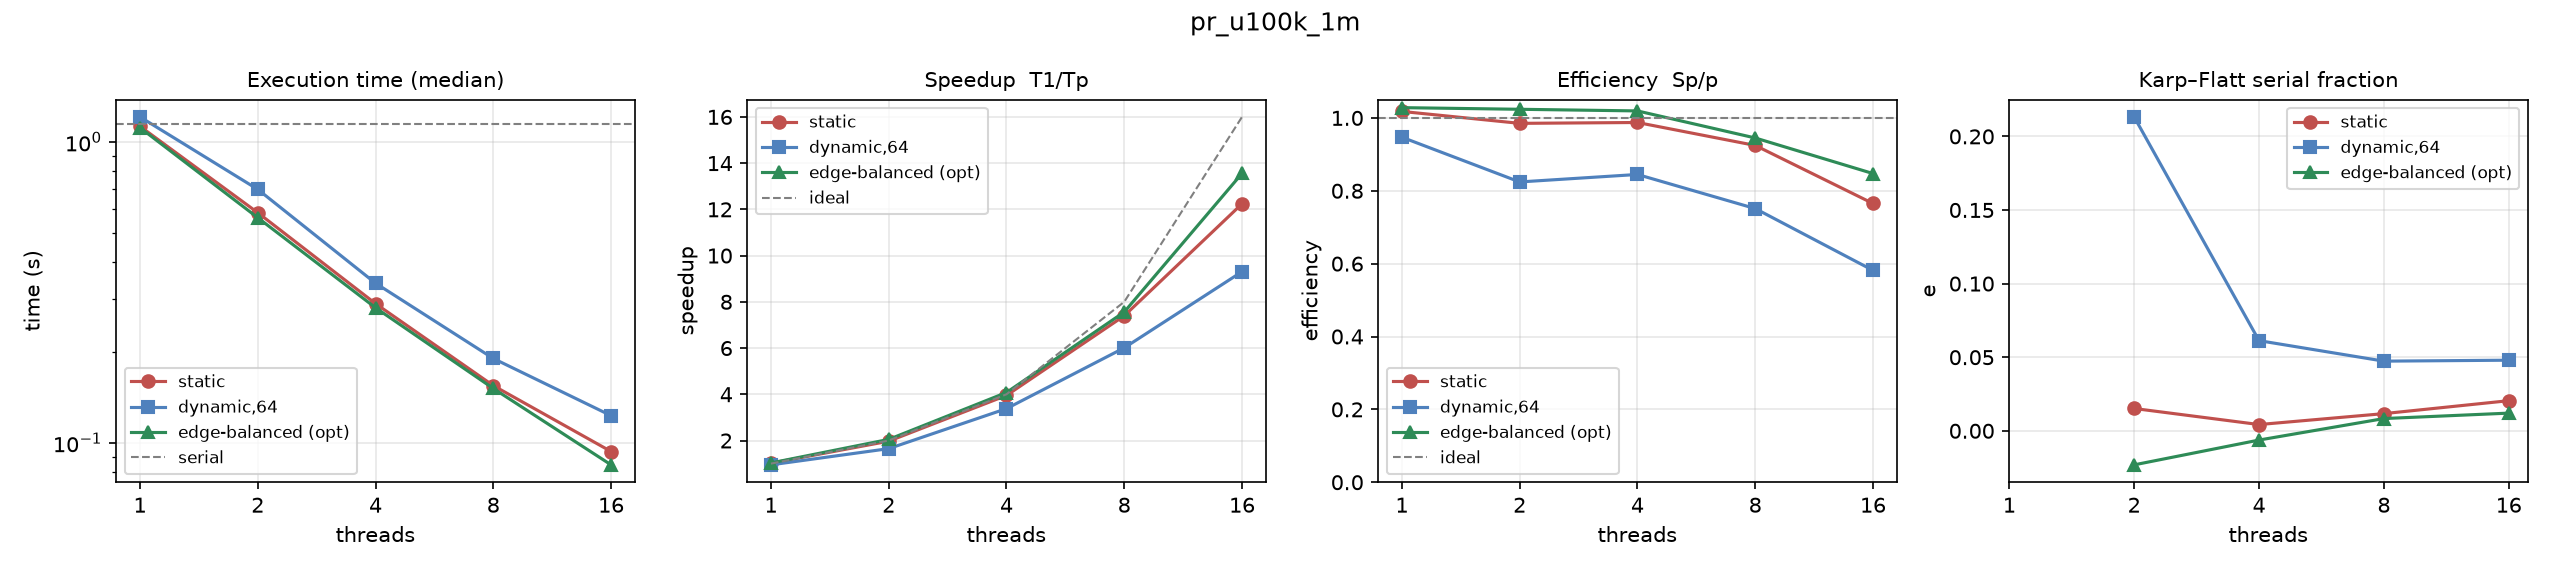 pr_u100k_1m
Execution time (median)
time (s)
10⁰
10⁻¹
static
dynamic,64
edge-balanced (opt)
serial
1 2 4 8 16
threads
Speedup T1/Tp
speedup
16
14
12
10
8
6
4
2
static
dynamic,64
edge-balanced (opt)
ideal
1 2 4 8 16
threads
Efficiency Sp/p
efficiency
1.0
0.8
0.6
0.4
0.2
0.0
static
dynamic,64
edge-balanced (opt)
ideal
1 2 4 8 16
threads
Karp–Flatt serial fraction
e
0.20
0.15
0.10
0.05
0.00
static
dynamic,64
edge-balanced (opt)
1 2 4 8 16
threads